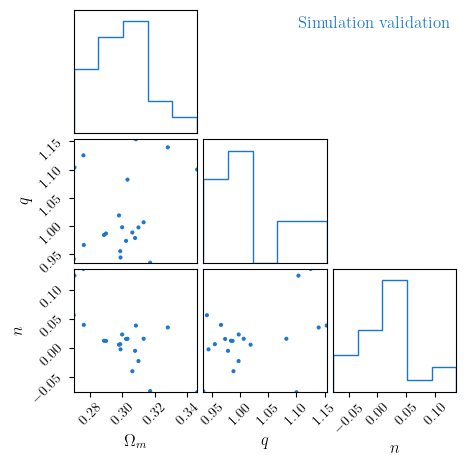 Simulation validation
1.15
1.10
1.05
1.00
0.95
q
0.10
0.05
0.00
−0.05
n
0.28 0.30 0.32 0.34
Ω_m
0.95 1.00 1.05 1.10 1.15
q
−0.05 0.00 0.05 0.10
n